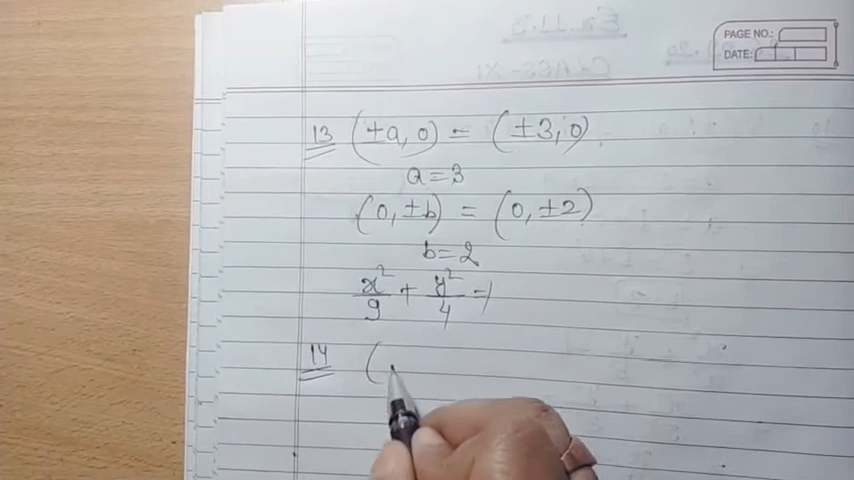 PAGE NO.:
DATE:
13 (±a, 0) = (±3, 0)
a = 3
(0, ±b) = (0, ±2)
b = 2
x²/9 + y²/4 = 1
14 (